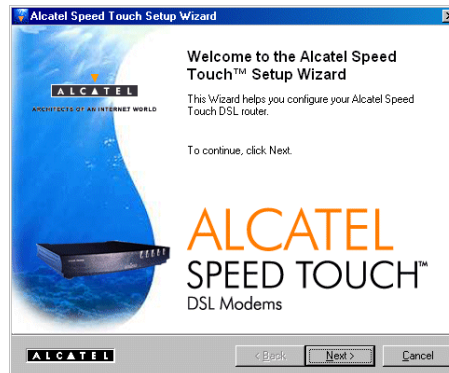 Alcatel Speed Touch Setup Wizard
Welcome to the Alcatel Speed
Touch™ Setup Wizard
ALCATEL
ARCHITECTS OF AN INTERNET WORLD
This Wizard helps you configure your Alcatel Speed
Touch DSL router.
To continue, click Next.
ALCATEL
SPEED TOUCH™
DSL Modems
ALCATEL
< Back
Next >
Cancel